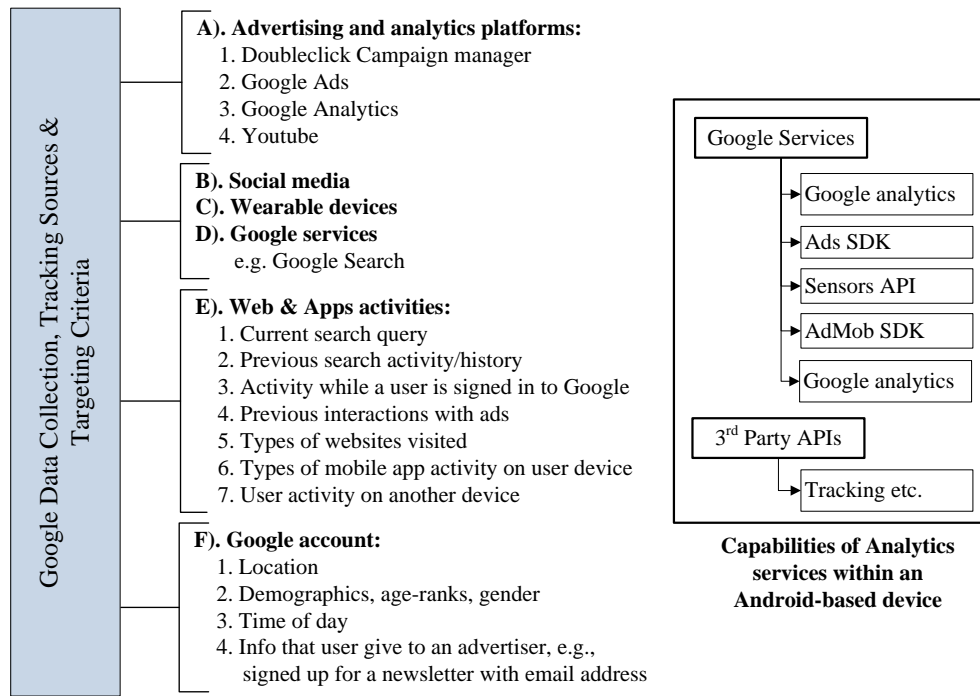 Google Data Collection, Tracking Sources &
Targeting Criteria
A). Advertising and analytics platforms:
1. Doubleclick Campaign manager
2. Google Ads
3. Google Analytics
4. Youtube
B). Social media
C). Wearable devices
D). Google services
e.g. Google Search
E). Web & Apps activities:
1. Current search query
2. Previous search activity/history
3. Activity while a user is signed in to Google
4. Previous interactions with ads
5. Types of websites visited
6. Types of mobile app activity on user device
7. User activity on another device
F). Google account:
1. Location
2. Demographics, age-ranks, gender
3. Time of day
4. Info that user give to an advertiser, e.g.,
signed up for a newsletter with email address
Google Services
Google analytics
Ads SDK
Sensors API
AdMob SDK
Google analytics
3rd Party APIs
Tracking etc.
Capabilities of Analytics
services within an
Android-based device